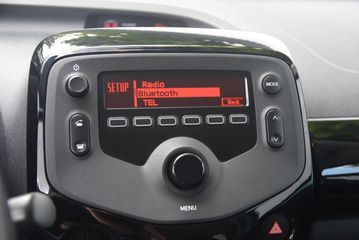 SETUP
Radio
Bluetooth
TEL
Back
MODE
MENU